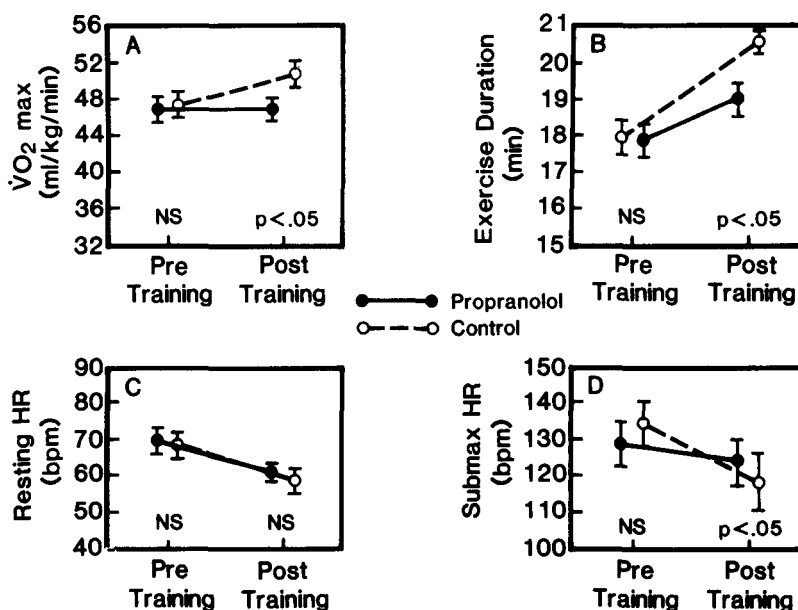 A
V̇O2 max
(ml/kg/min)
56
52
48
44
40
36
32
NS
p<.05
Pre
Training
Post
Training
B
Exercise Duration
(min)
21
20
19
18
17
16
15
NS
p<.05
Pre
Training
Post
Training
Propranolol
Control
C
Resting HR
(bpm)
90
80
70
60
50
40
NS
NS
Pre
Training
Post
Training
D
Submax HR
(bpm)
150
140
130
120
110
100
NS
p<.05
Pre
Training
Post
Training